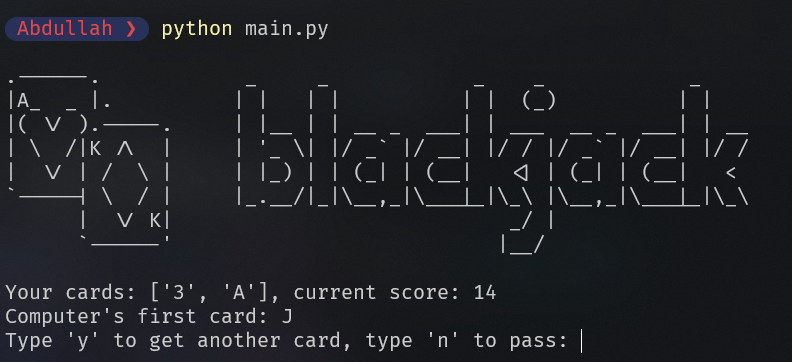 Abdullah ❯ python main.py
A
K
K
blackjack
Your cards: ['3', 'A'], current score: 14
Computer's first card: J
Type 'y' to get another card, type 'n' to pass: